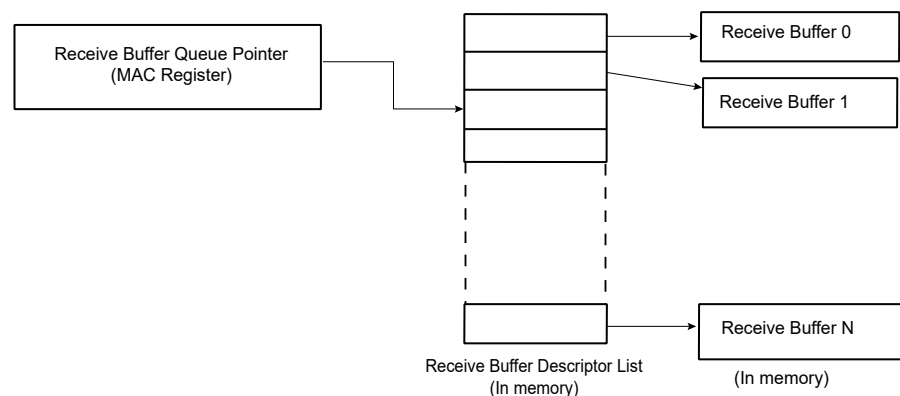 Receive Buffer Queue Pointer
(MAC Register)
Receive Buffer 0
Receive Buffer 1
Receive Buffer N
Receive Buffer Descriptor List
(In memory)
(In memory)